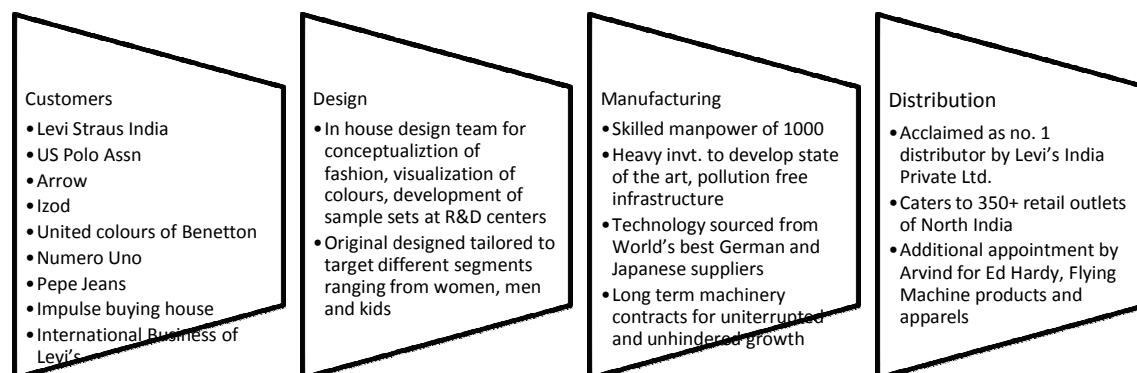 Customers
•Levi Straus India
•US Polo Assn
•Arrow
•Izod
•United colours of Benetton
•Numero Uno
•Pepe Jeans
•Impulse buying house
•International Business of
Levi's
Design
•In house design team for
conceptualiztion of
fashion, visualization of
colours, development of
sample sets at R&D centers
•Original designed tailored to
target different segments
ranging from women, men
and kids
Manufacturing
•Skilled manpower of 1000
•Heavy invt. to develop state
of the art, pollution free
infrastructure
•Technology sourced from
World's best German and
Japanese suppliers
•Long term machinery
contracts for uniterrupted
and unhindered growth
Distribution
•Acclaimed as no. 1
distributor by Levi's India
Private Ltd.
•Caters to 350+ retail outlets
of North India
•Additional appointment by
Arvind for Ed Hardy, Flying
Machine products and
apparels